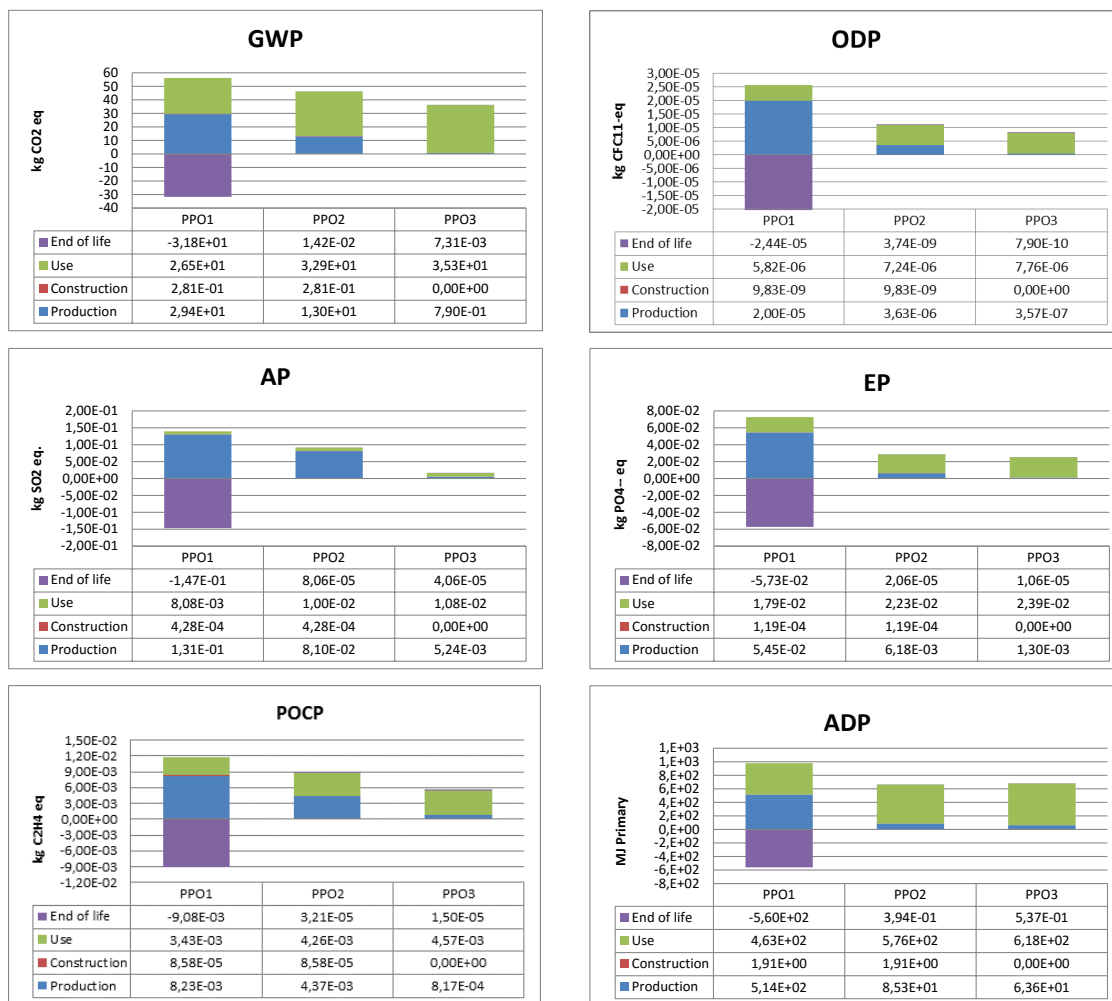 GWP
kg CO2 eq
60
50
40
30
20
10
0
-10
-20
-30
-40
PPO1 PPO2 PPO3
End of life -3,18E+01 1,42E-02 7,31E-03
Use 2,65E+01 3,29E+01 3,53E+01
Construction 2,81E-01 2,81E-01 0,00E+00
Production 2,94E+01 1,30E+01 7,90E-01
ODP
kg CFC11-eq
3,00E-05
2,00E-05
2,00E-05
1,00E-05
5,00E-06
0,00E+00
-5,00E-06
-1,00E-05
-1,50E-05
-2,00E-05
PPO1 PPO2 PPO3
End of life -2,44E-05 3,74E-09 7,90E-10
Use 5,82E-06 7,24E-06 7,76E-06
Construction 9,83E-09 9,83E-09 0,00E+00
Production 2,00E-05 3,63E-06 3,57E-07
AP
kg SO2 eq.
2,00E-01
1,50E-01
1,00E-01
5,00E-02
0,00E+00
-5,00E-02
-1,00E-01
-1,50E-01
-2,00E-01
PPO1 PPO2 PPO3
End of life -1,47E-01 8,06E-05 4,06E-05
Use 8,08E-03 1,00E-02 1,08E-02
Construction 4,28E-04 4,28E-04 0,00E+00
Production 1,31E-01 8,10E-02 5,24E-03
EP
kg PO4-- eq
8,00E-02
6,00E-02
4,00E-02
2,00E-02
0,00E+00
-2,00E-02
-4,00E-02
-6,00E-02
-8,00E-02
PPO1 PPO2 PPO3
End of life -5,73E-02 2,06E-05 1,06E-05
Use 1,79E-02 2,23E-02 2,39E-02
Construction 1,19E-04 1,19E-04 0,00E+00
Production 5,45E-02 6,18E-03 1,30E-03
POCP
kg C2H4 eq
1,50E-02
1,20E-02
9,00E-03
6,00E-03
3,00E-03
0,00E+00
-3,00E-03
-6,00E-03
-9,00E-03
-1,20E-02
PPO1 PPO2 PPO3
End of life -9,08E-03 3,21E-05 1,50E-05
Use 3,43E-03 4,26E-03 4,57E-03
Construction 8,58E-05 8,58E-05 0,00E+00
Production 8,23E-03 4,37E-03 8,17E-04
ADP
MJ Primary
1,E+03
1,E+03
8,E+02
6,E+02
4,E+02
2,E+02
0,E+00
-2,E+02
-4,E+02
-6,E+02
-8,E+02
PPO1 PPO2 PPO3
End of life -5,60E+02 3,94E-01 5,37E-01
Use 4,63E+02 5,76E+02 6,18E+02
Construction 1,91E+00 1,91E+00 0,00E+00
Production 5,14E+02 8,53E+01 6,36E+01